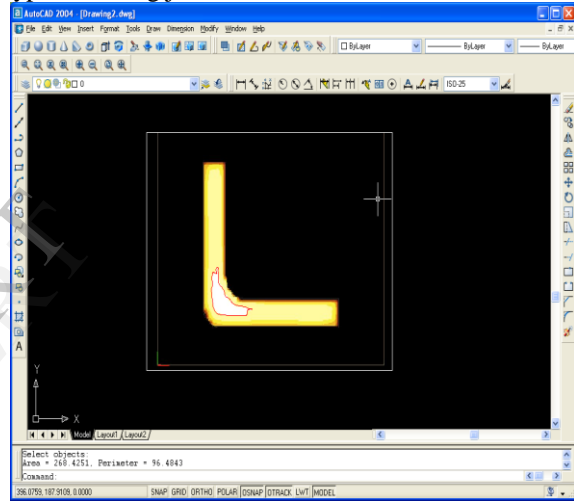 AutoCAD 2004 - [Drawing2.dwg]
File Edit View Insert Format Tools Draw Dimension Modify Window Help
ByLayer ByLayer ByLayer
0 ISO-25
A
Y
X
Model Layout1 Layout2
Select objects:
Area = 268.4251, Perimeter = 96.4843
Command:
396.0759, 187.9109, 0.0000 SNAP GRID ORTHO POLAR OSNAP OTRACK LWT MODEL